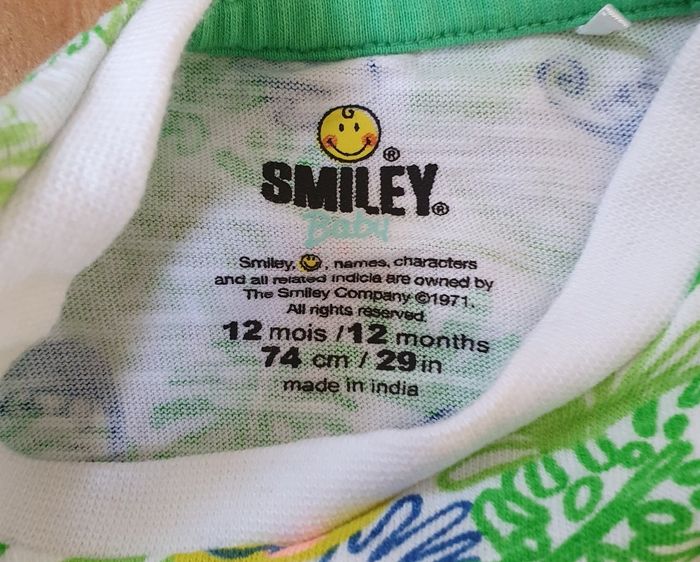 ®
SMILEY®
Baby
Smiley, , names, characters
and all related indicia are owned by
The Smiley Company ©1971.
All rights reserved.
12 mois / 12 months
74 cm / 29 in
made in india